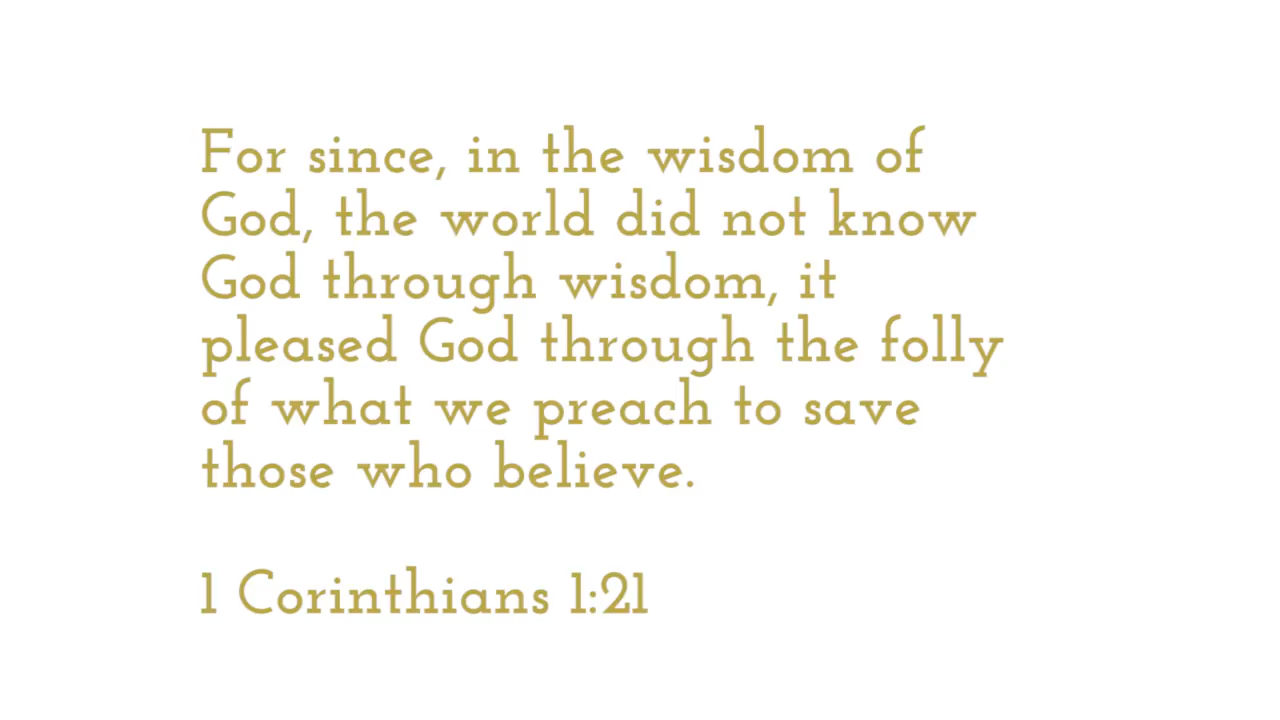 For since, in the wisdom of
God, the world did not know
God through wisdom, it
pleased God through the folly
of what we preach to save
those who believe.
1 Corinthians 1:21